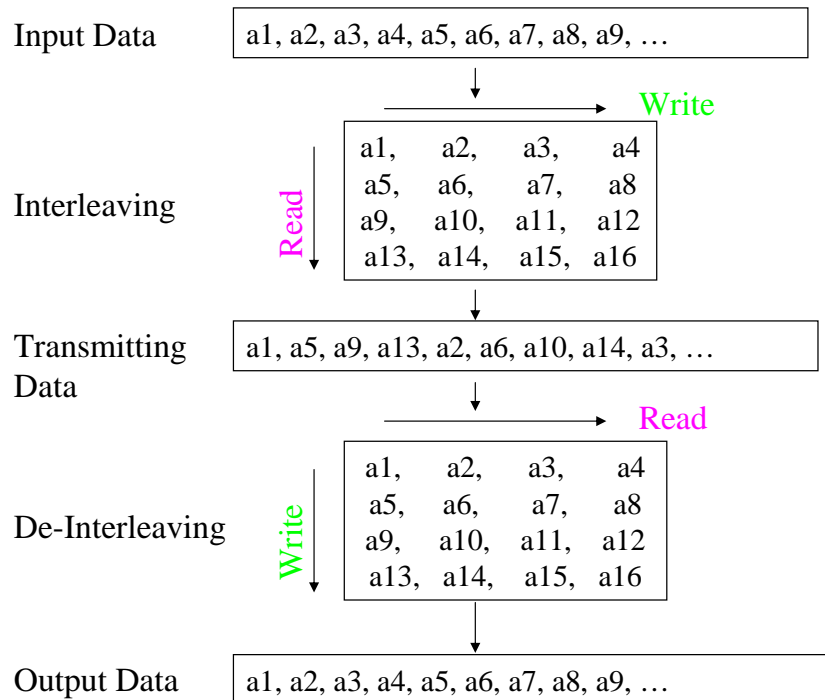 Input Data
a1, a2, a3, a4, a5, a6, a7, a8, a9, …
Write
Interleaving
Read
a1, a2, a3, a4
a5, a6, a7, a8
a9, a10, a11, a12
a13, a14, a15, a16
Transmitting
Data
a1, a5, a9, a13, a2, a6, a10, a14, a3, …
Read
De-Interleaving
Write
a1, a2, a3, a4
a5, a6, a7, a8
a9, a10, a11, a12
a13, a14, a15, a16
Output Data
a1, a2, a3, a4, a5, a6, a7, a8, a9, …